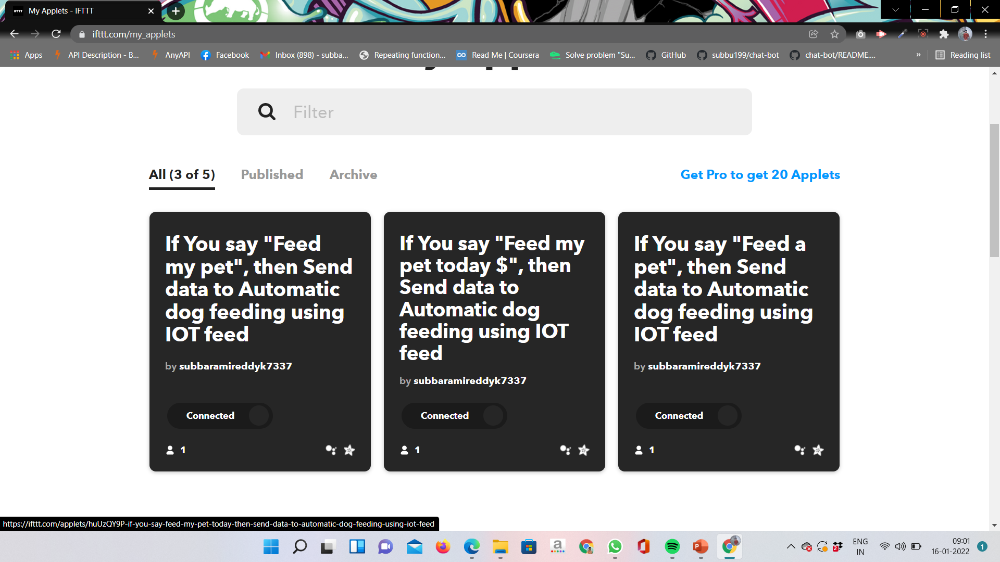 IFTTT My Applets - IFTTT
ifttt.com/my_applets
Apps API Description - B... AnyAPI Facebook Inbox (898) - subba... Repeating function... Read Me | Coursera Solve problem "Su... GitHub subbu199/chat-bot chat-bot/README.... » Reading list
Filter
All (3 of 5) Published Archive Get Pro to get 20 Applets
If You say "Feed
my pet", then Send
data to Automatic
dog feeding using
IOT feed
by subbaramireddyk7337
Connected
1
If You say "Feed my
pet today $", then
Send data to
Automatic dog
feeding using IOT
feed
by subbaramireddyk7337
Connected
1
If You say "Feed a
pet", then Send
data to Automatic
dog feeding using
IOT feed
by subbaramireddyk7337
Connected
1
https://ifttt.com/applets/huUzQY9P-if-you-say-feed-my-pet-today-then-send-data-to-automatic-dog-feeding-using-iot-feed
ENG
IN
09:01
16-01-2022
1